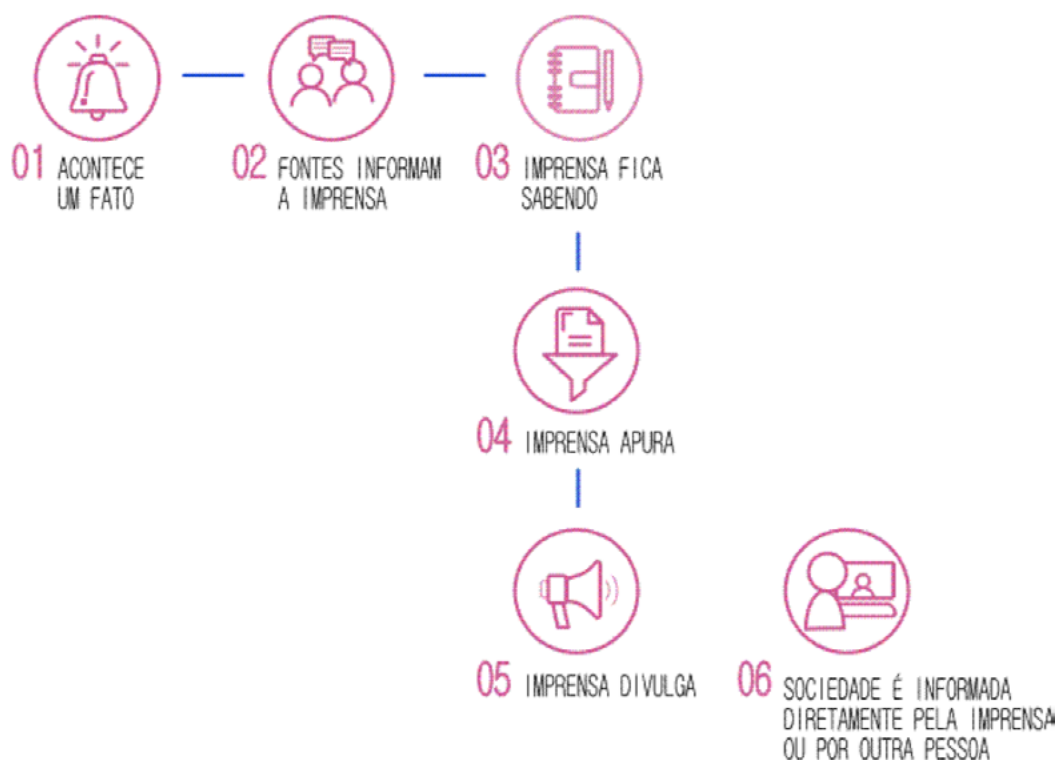 01 ACONTECE
UM FATO
02 FONTES INFORMAM
A IMPRENSA
03 IMPRENSA FICA
SABENDO
04 IMPRENSA APURA
05 IMPRENSA DIVULGA
06 SOCIEDADE É INFORMADA
DIRETAMENTE PELA IMPRENSA
OU POR OUTRA PESSOA